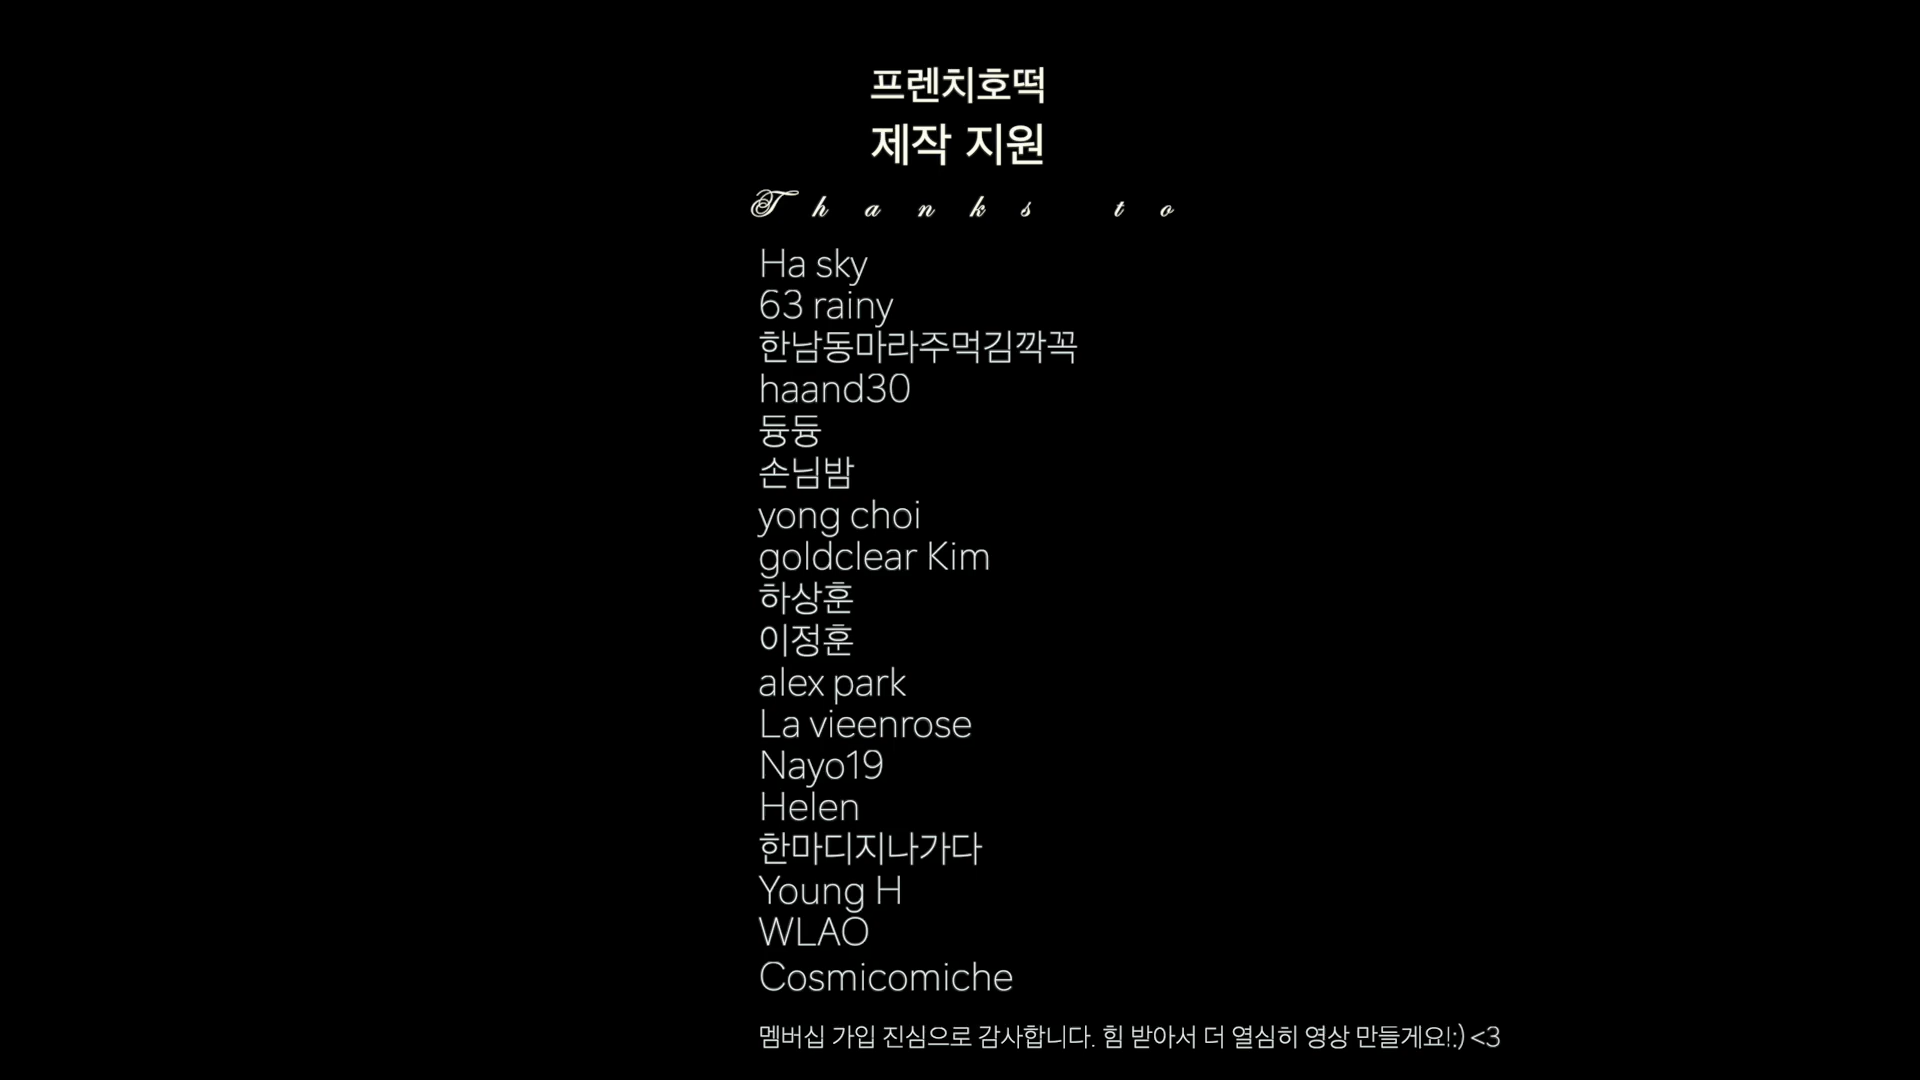 프렌치호떡
제작 지원
Thanks to
Ha sky
63 rainy
한남동마라주먹김깍꼭
haand30
듕듕
손님밤
yong choi
goldclear Kim
하상훈
이정훈
alex park
La vieenrose
Nayo19
Helen
한마디지나가다
Young H
WLAO
Cosmicomiche
멤버십 가입 진심으로 감사합니다. 힘 받아서 더 열심히 영상 만들게요!:) <3